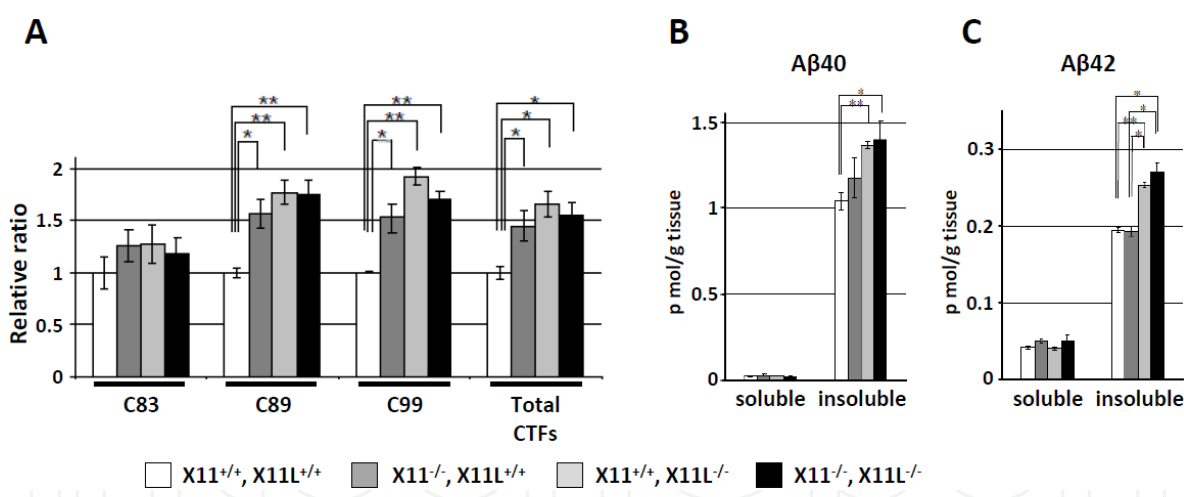 A
Relative ratio
2
1.5
1
0.5
0
** ** *
** ** *
* * *
C83 C89 C99 Total CTFs
B
Aβ40
p mol/g tissue
1.5
1
0.5
0
*
**
soluble insoluble
C
Aβ42
p mol/g tissue
0.3
0.2
0.1
0
*
*
**
*
soluble insoluble
X11+/+, X11L+/+ X11-/-, X11L+/+ X11+/+, X11L-/- X11-/-, X11L-/-